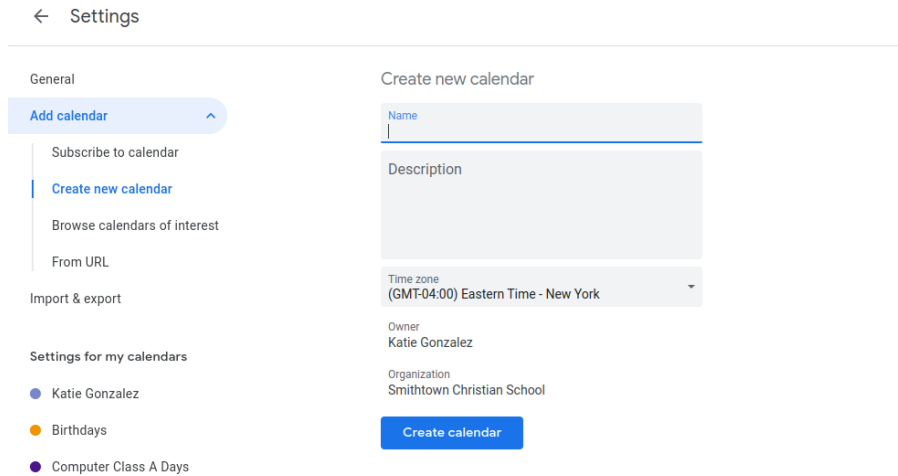 Settings
General
Add calendar
Subscribe to calendar
Create new calendar
Browse calendars of interest
From URL
Import & export
Settings for my calendars
Katie Gonzalez
Birthdays
Computer Class A Days
Create new calendar
Name
Description
Time zone
(GMT-04:00) Eastern Time - New York
Owner
Katie Gonzalez
Organization
Smithtown Christian School
Create calendar